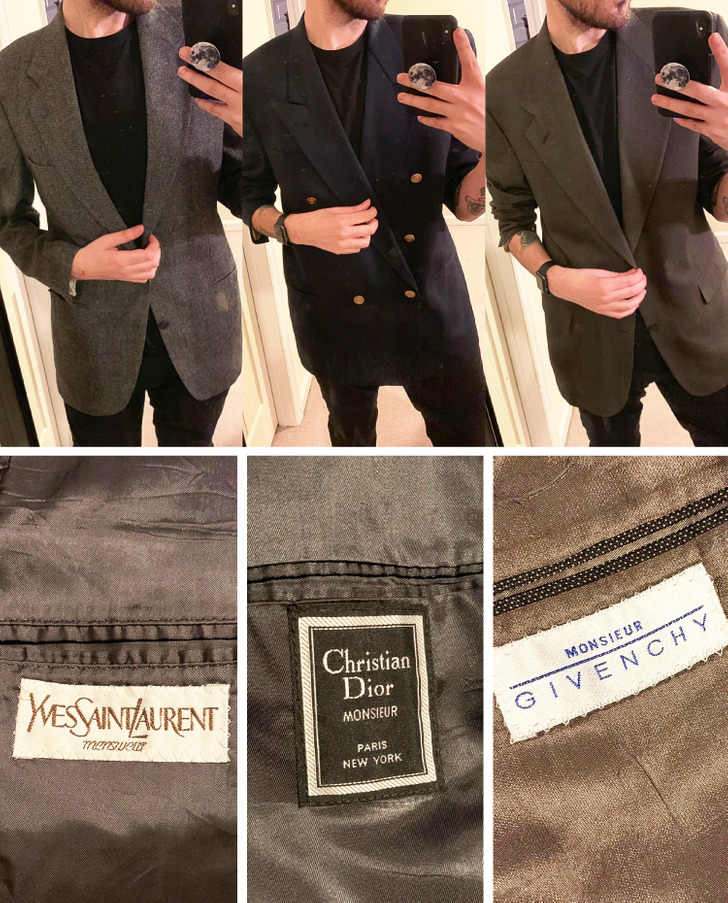 YVESSAINTLAURENT
menswear
Christian
Dior
MONSIEUR
PARIS
NEW YORK
MONSIEUR
GIVENCHY